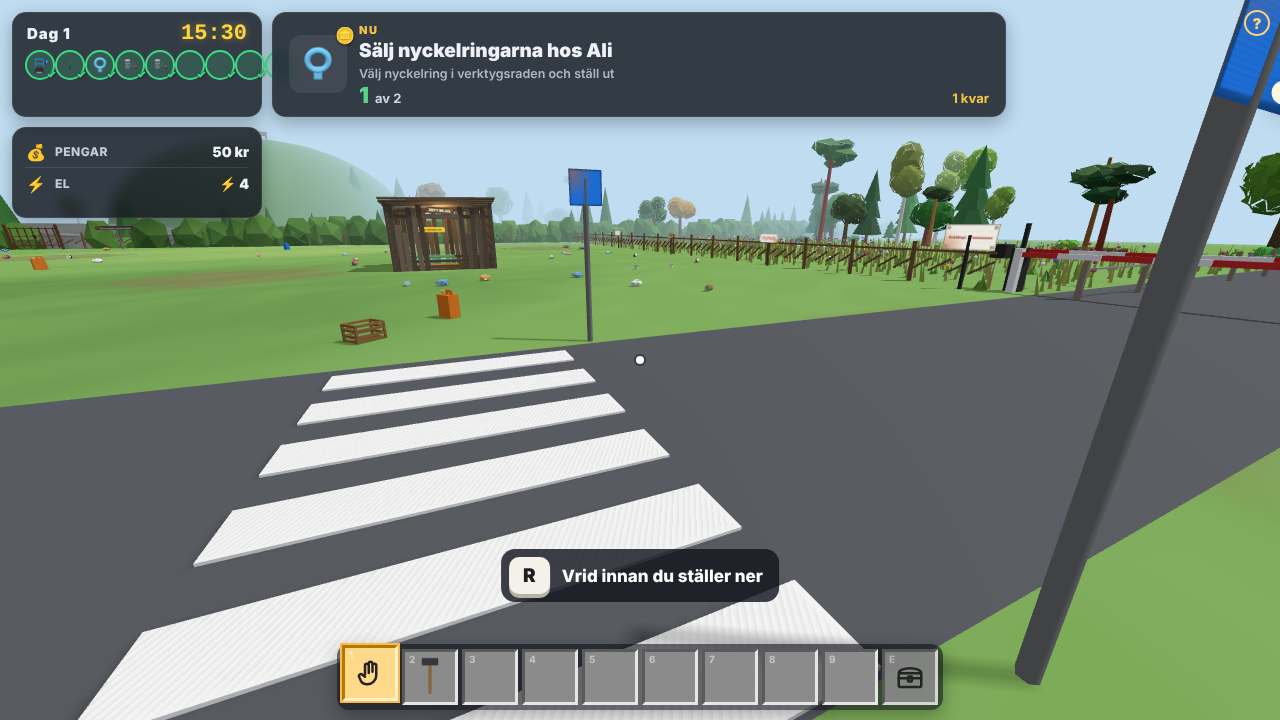 Dag 1
15:30
NU
Sälj nyckelringarna hos Ali
Välj nyckelring i verktygsraden och ställ ut
1 av 2
1 kvar
PENGAR
50 kr
EL
4
?
R
Vrid innan du ställer ner
1
2
3
4
5
6
7
8
9
E